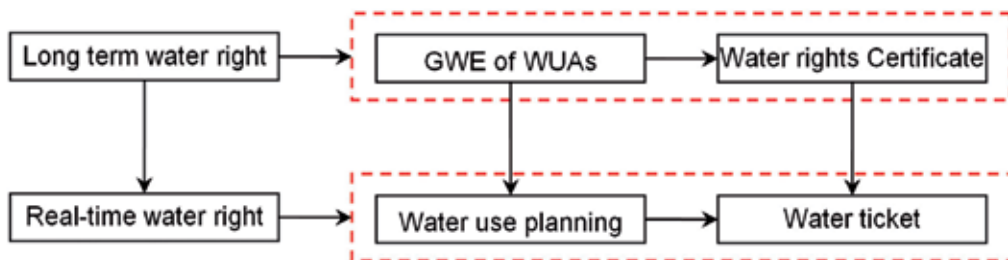 Long term water right
GWE of WUAs
Water rights Certificate
Real-time water right
Water use planning
Water ticket